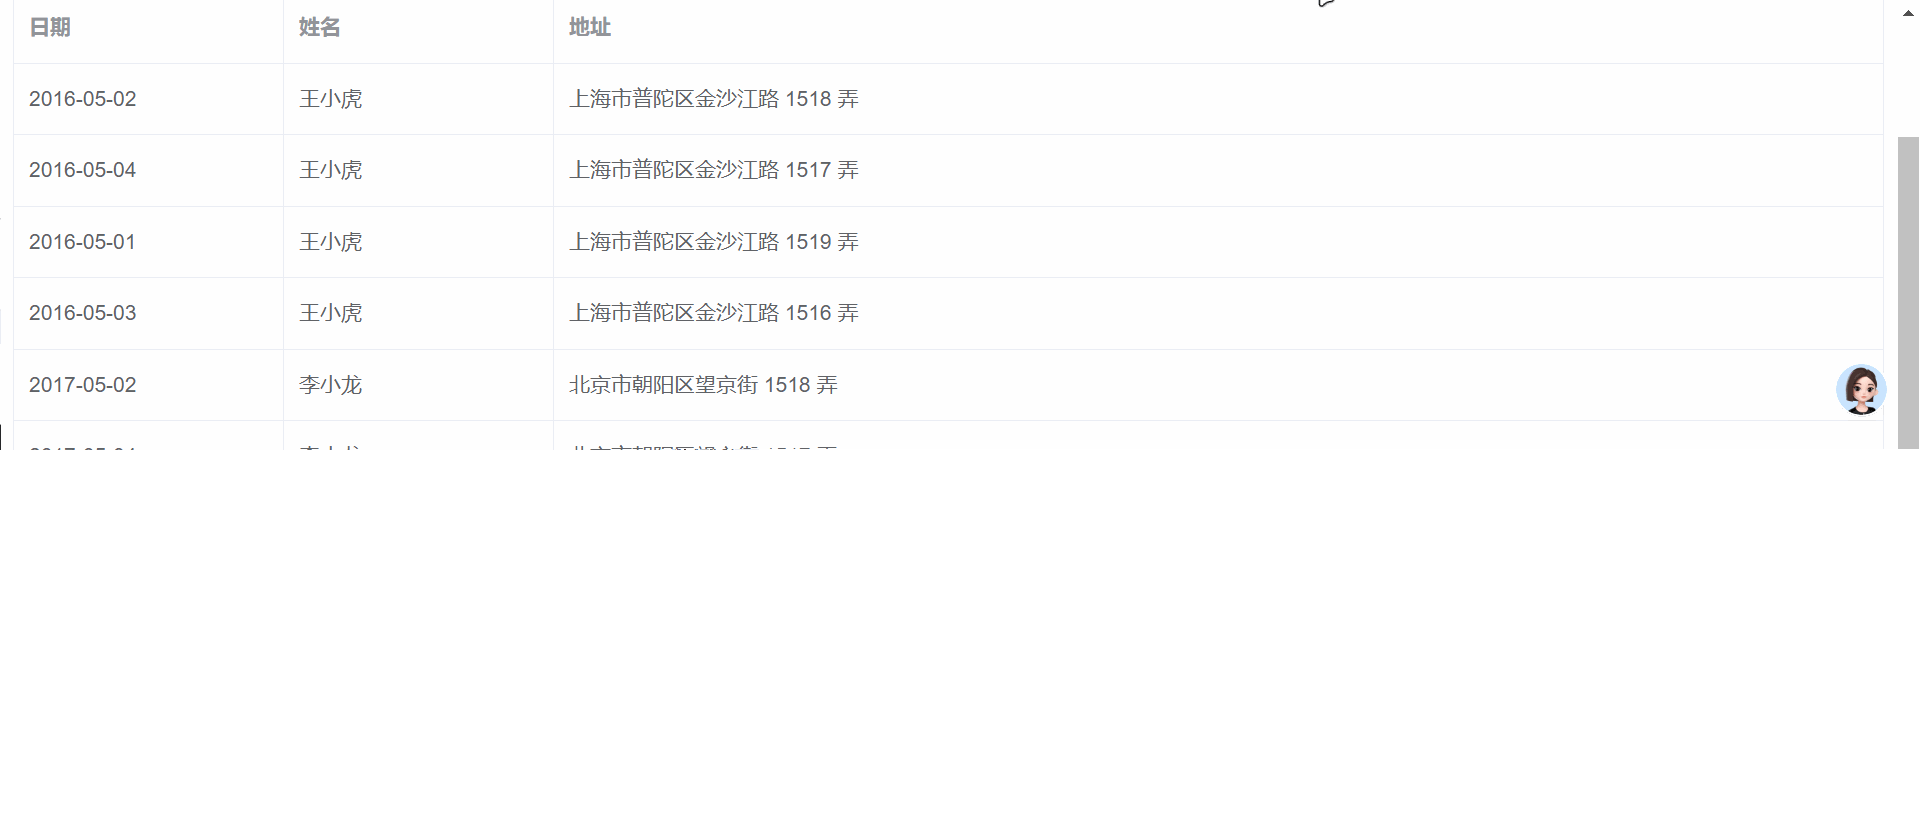 日期 姓名 地址
2016-05-02 王小虎 上海市普陀区金沙江路 1518 弄
2016-05-04 王小虎 上海市普陀区金沙江路 1517 弄
2016-05-01 王小虎 上海市普陀区金沙江路 1519 弄
2016-05-03 王小虎 上海市普陀区金沙江路 1516 弄
2017-05-02 李小龙 北京市朝阳区望京街 1518 弄